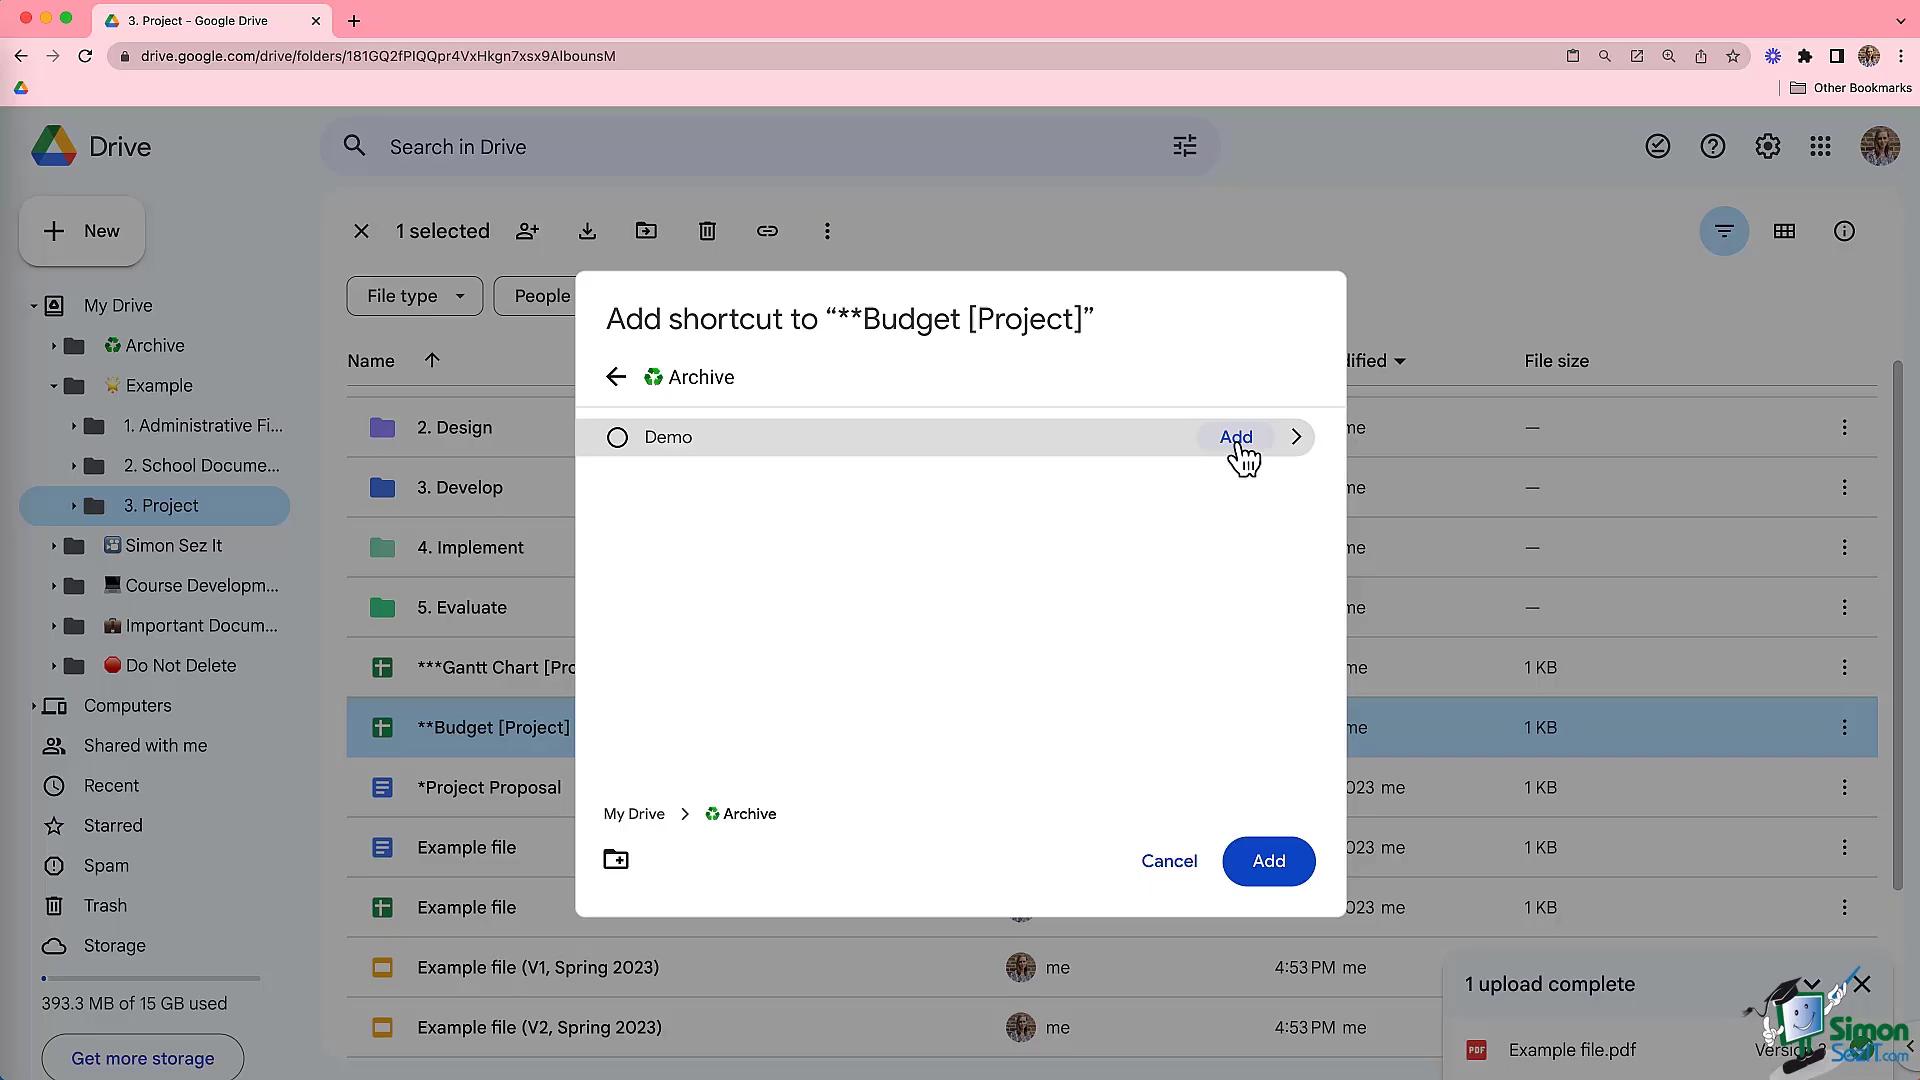 3. Project - Google Drive
drive.google.com/drive/folders/181GQ2fPIQQpr4VxHkgn7xsx9AlbounsM
Other Bookmarks
Drive
Search in Drive
New
1 selected
File type
People
Add shortcut to “**Budget [Project]”
Archive
Demo
Add
My Drive > Archive
Cancel
Add
My Drive
Archive
Example
1. Administrative Fi...
2. School Docume...
3. Project
Simon Sez It
Course Developm...
Important Docum...
Do Not Delete
Computers
Shared with me
Recent
Starred
Spam
Trash
Storage
393.3 MB of 15 GB used
Get more storage
Name
dified
File size
2. Design
me
—
3. Develop
me
—
4. Implement
me
—
5. Evaluate
me
—
***Gantt Chart [Pro
me
1 KB
**Budget [Project]
me
1 KB
*Project Proposal
023 me
1 KB
Example file
023 me
1 KB
Example file
023 me
1 KB
Example file (V1, Spring 2023)
me
4:53 PM me
Example file (V2, Spring 2023)
me
4:53 PM me
1 upload complete
PDF
Example file.pdf
Simon
SezIT.com